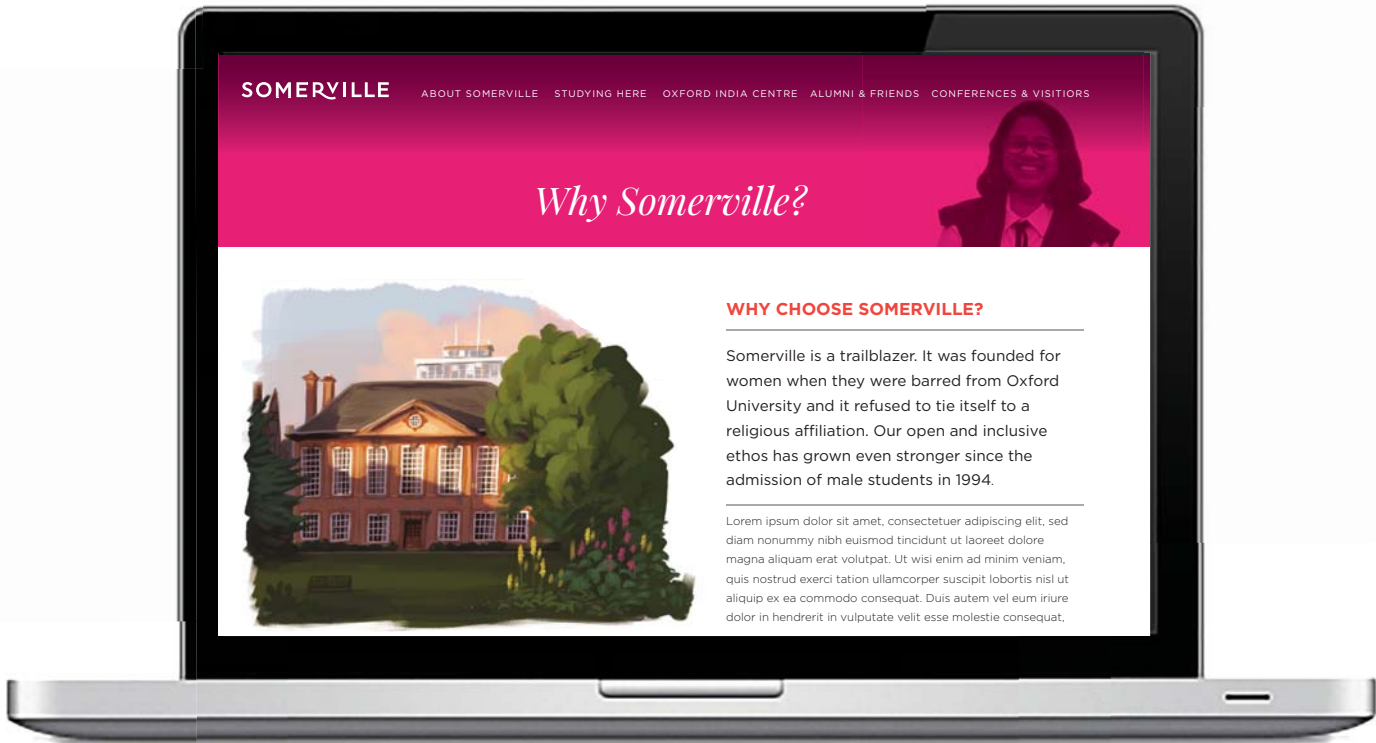 SOMERVILLE
ABOUT SOMERVILLE STUDYING HERE OXFORD INDIA CENTRE ALUMNI & FRIENDS CONFERENCES & VISITIORS
Why Somerville?
WHY CHOOSE SOMERVILLE?
Somerville is a trailblazer. It was founded for
women when they were barred from Oxford
University and it refused to tie itself to a
religious affiliation. Our open and inclusive
ethos has grown even stronger since the
admission of male students in 1994.
Lorem ipsum dolor sit amet, consectetuer adipiscing elit, sed
diam nonummy nibh euismod tincidunt ut laoreet dolore
magna aliquam erat volutpat. Ut wisi enim ad minim veniam,
quis nostrud exerci tation ullamcorper suscipit lobortis nisl ut
aliquip ex ea commodo consequat. Duis autem vel eum iriure
dolor in hendrerit in vulputate velit esse molestie consequat,